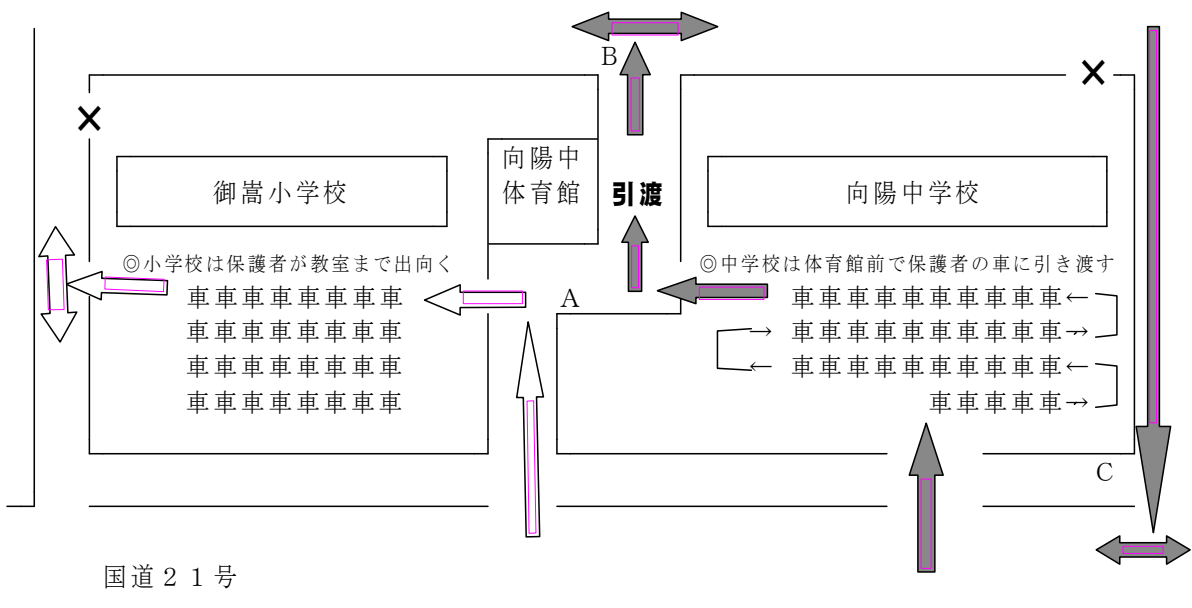 B
向陽中
体育館
御嵩小学校
引渡
向陽中学校
◎小学校は保護者が教室まで出向く
◎中学校は体育館前で保護者の車に引き渡す
A
車車車車車車車車
車車車車車車車車
車車車車車車車車
車車車車車車車車
車車車車車車車車車車←
→ 車車車車車車車車車車→
← 車車車車車車車車車車←
車車車車車→
C
国道２１号